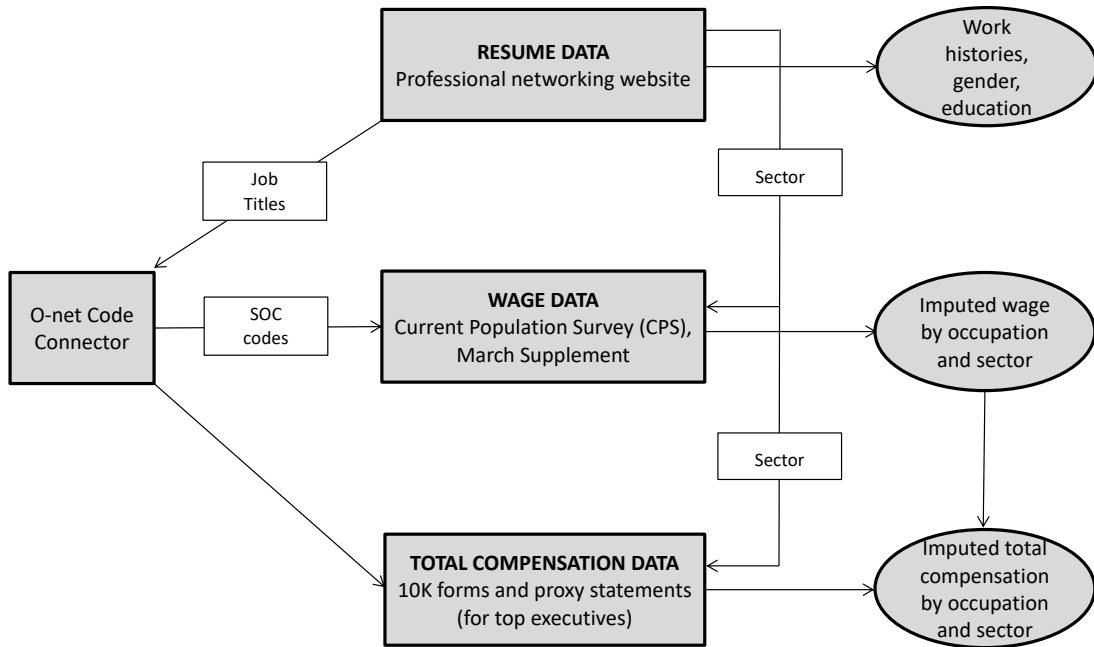 RESUME DATA
Professional networking website
Work
histories,
gender,
education
Job
Titles
Sector
O-net Code
Connector
SOC
codes
WAGE DATA
Current Population Survey (CPS),
March Supplement
Imputed wage
by occupation
and sector
Sector
TOTAL COMPENSATION DATA
10K forms and proxy statements
(for top executives)
Imputed total
compensation
by occupation
and sector